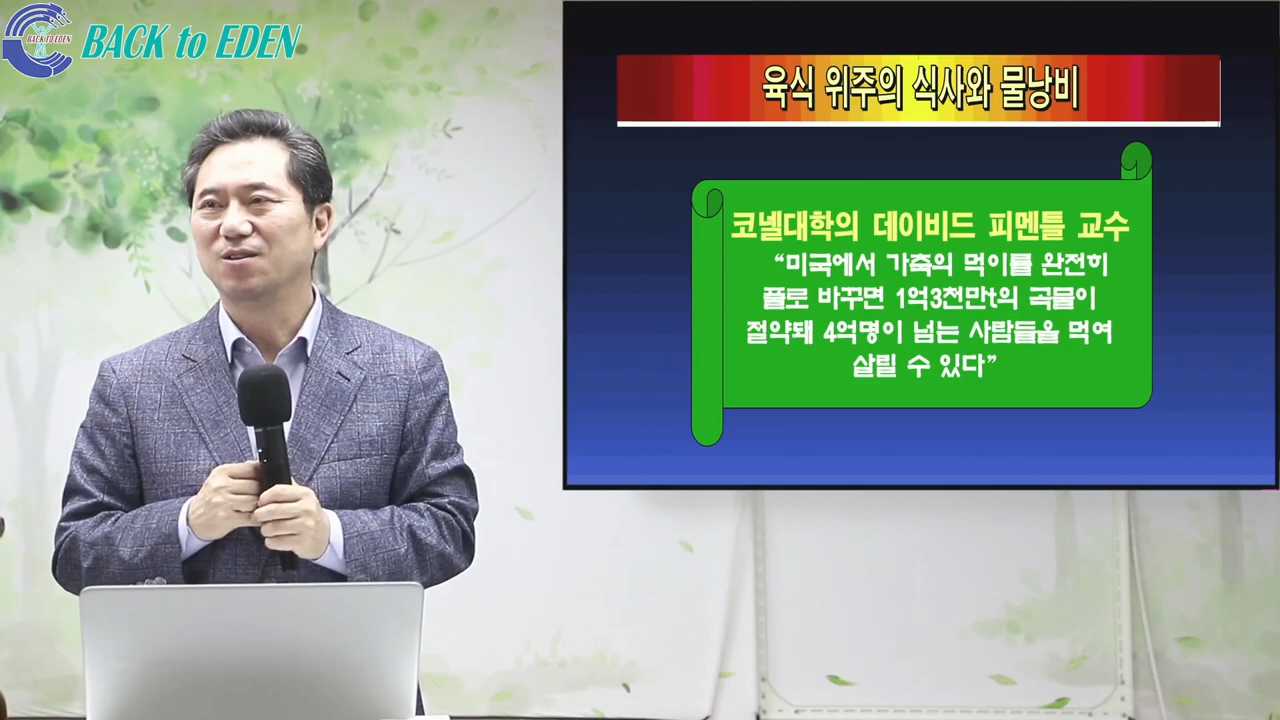 BACK TO EDEN
BACK to EDEN
육식 위주의 식사와 물낭비
코넬대학의 데이비드 피멘틀 교수
“미국에서 가축의 먹이를 완전히
풀로 바꾸면 1억3천만t의 곡물이
절약돼 4억명이 넘는 사람들을 먹여
살릴 수 있다”